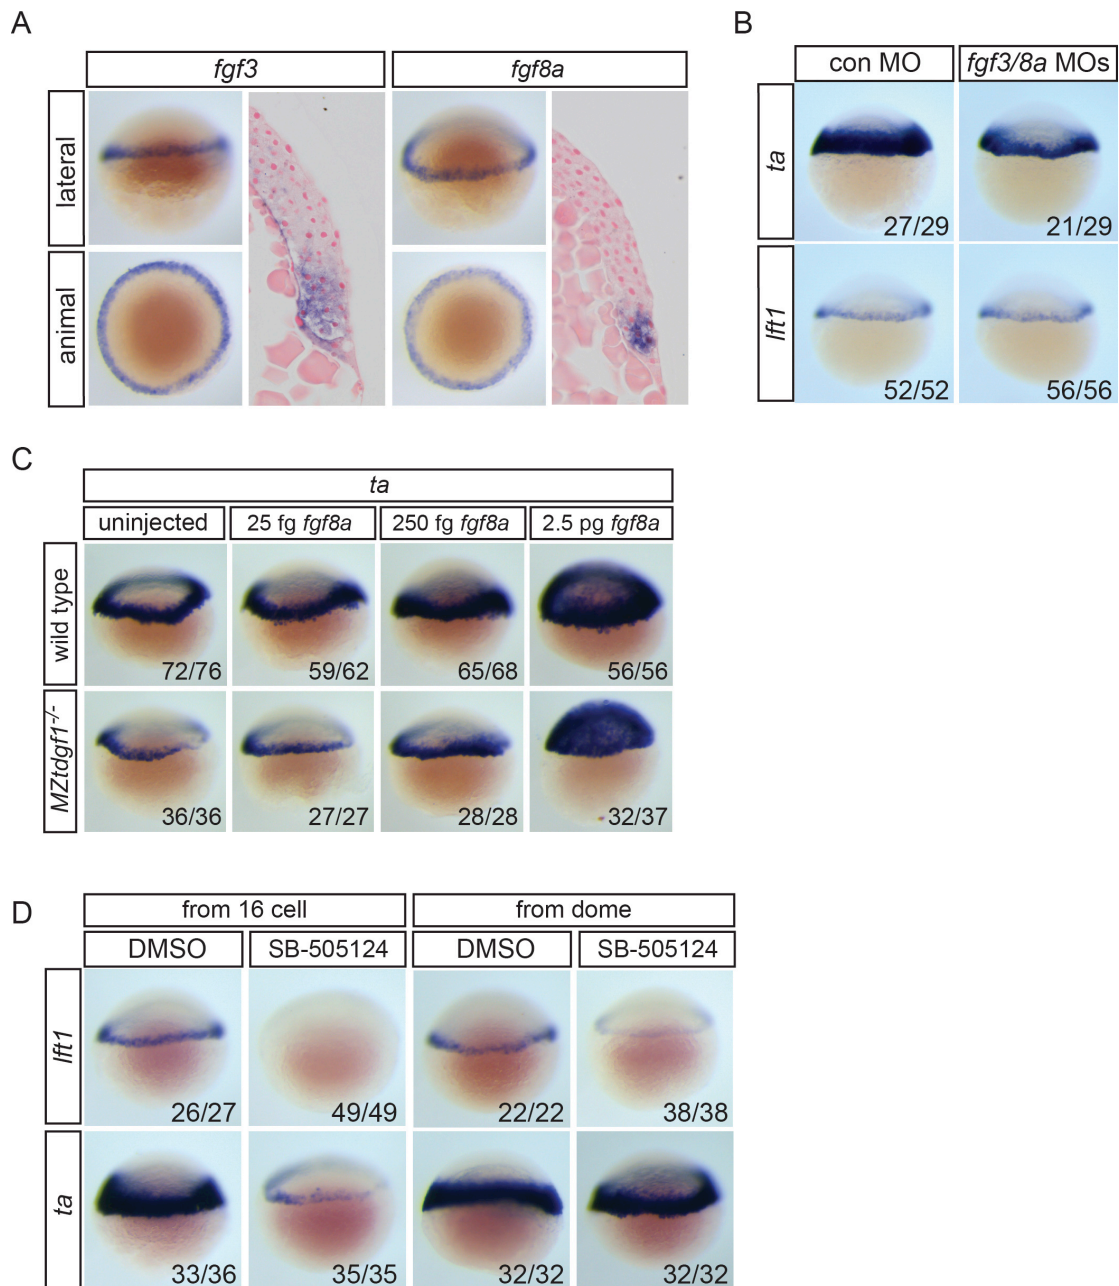 A
fgf3
fgf8a
lateral
animal
B
con MO
fgf3/8a MOs
ta
27/29
21/29
lft1
52/52
56/56
C
ta
uninjected
25 fg fgf8a
250 fg fgf8a
2.5 pg fgf8a
wild type
72/76
59/62
65/68
56/56
MZtdgf1-/-
36/36
27/27
28/28
32/37
D
from 16 cell
from dome
DMSO
SB-505124
DMSO
SB-505124
lft1
26/27
49/49
22/22
38/38
ta
33/36
35/35
32/32
32/32